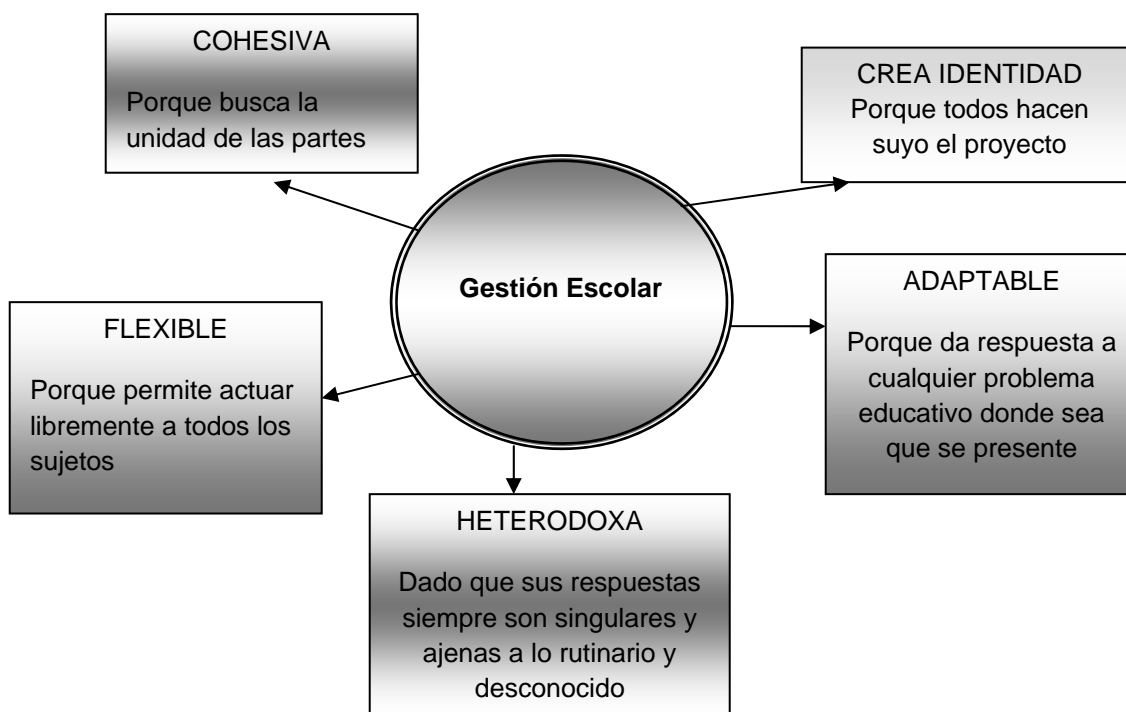 COHESIVA
Porque busca la
unidad de las partes
CREA IDENTIDAD
Porque todos hacen
suyo el proyecto
Gestión Escolar
ADAPTABLE
Porque da respuesta a
cualquier problema
educativo donde sea
que se presente
FLEXIBLE
Porque permite actuar
libremente a todos los
sujetos
HETERODOXA
Dado que sus respuestas
siempre son singulares y
ajenas a lo rutinario y
desconocido